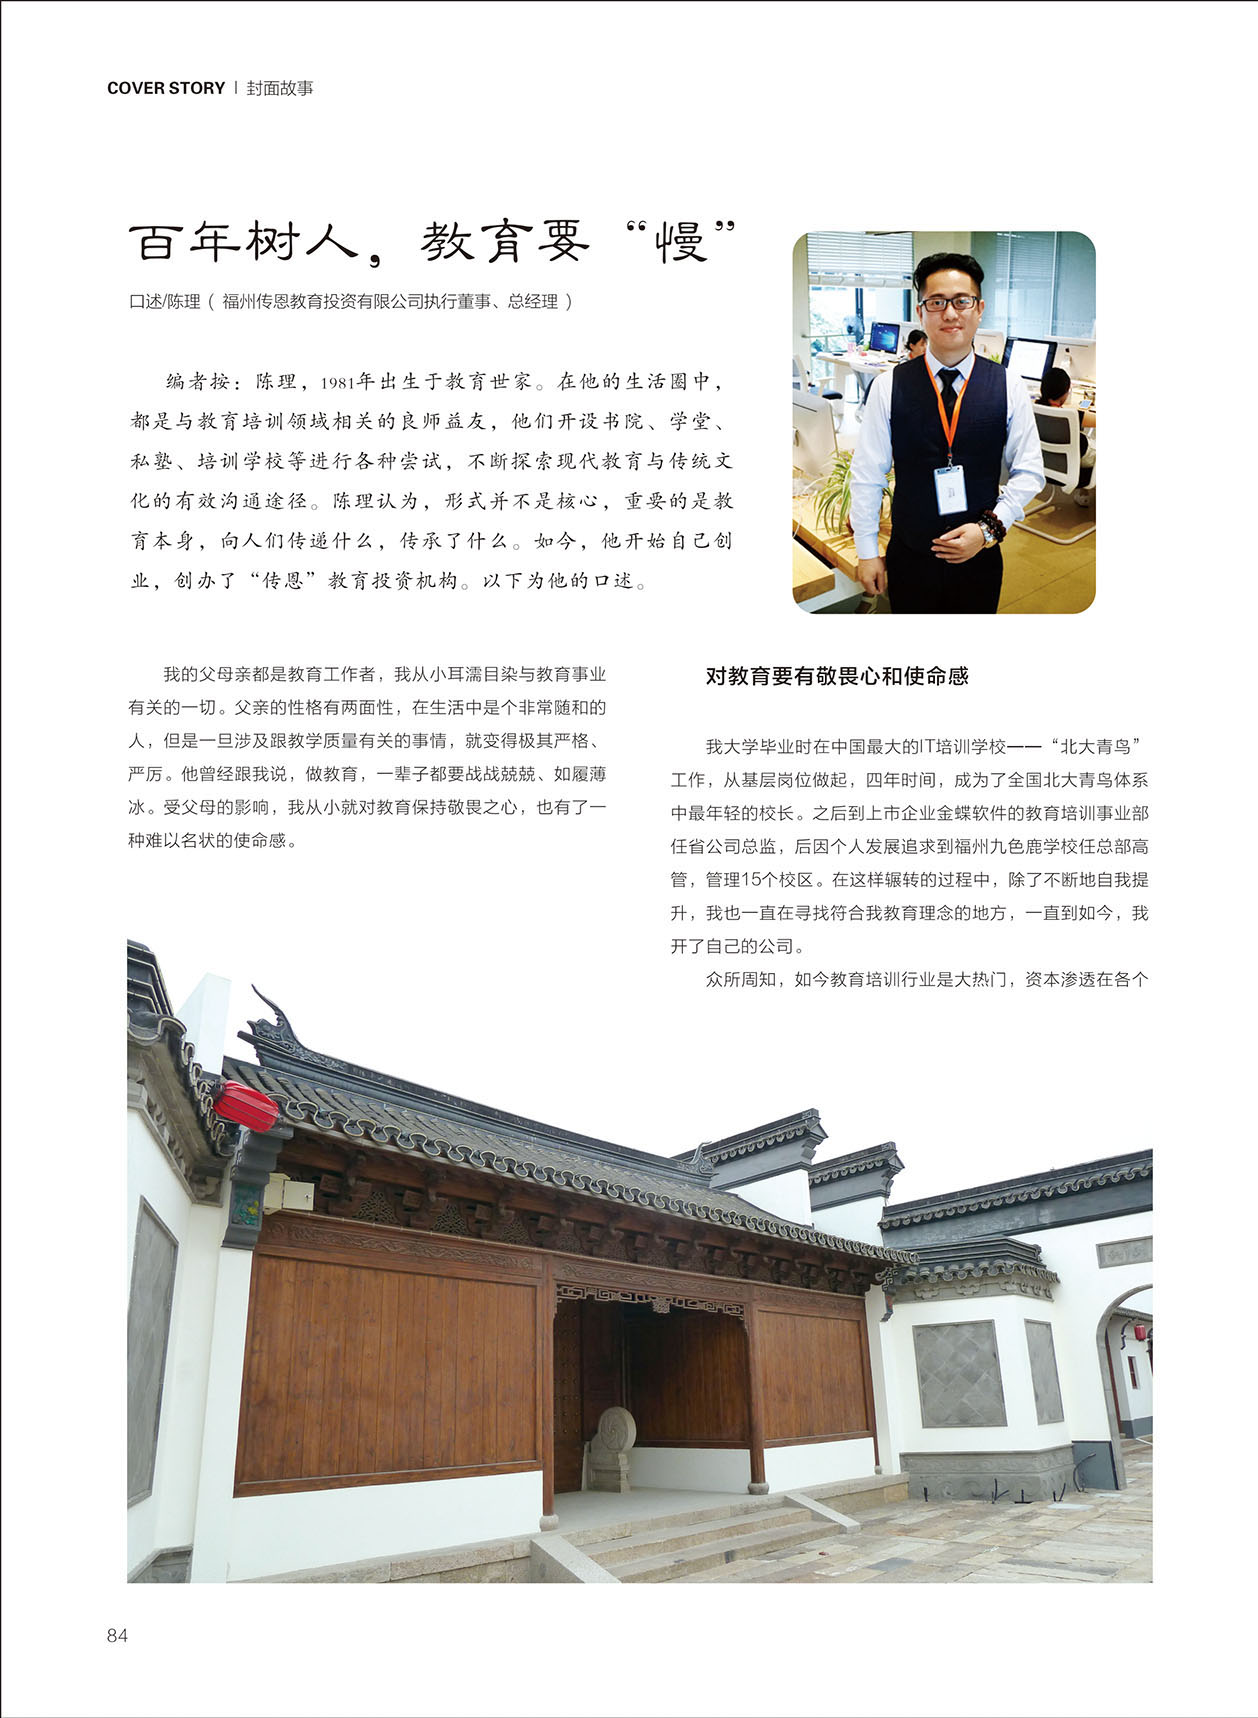 COVER STORY | 封面故事
百年树人，教育要“慢”
口述/陈理（福州传恩教育投资有限公司执行董事、总经理）
编者按：陈理，1981年出生于教育世家。在他的生活圈中，
都是与教育培训领域相关的良师益友，他们开设书院、学堂、
私塾、培训学校等进行各种尝试，不断探索现代教育与传统文
化的有效沟通途径。陈理认为，形式并不是核心，重要的是教
育本身，向人们传递什么，传承了什么。如今，他开始自己创
业，创办了“传恩”教育投资机构。以下为他的口述。
我的父母亲都是教育工作者，我从小耳濡目染与教育事业
有关的一切。父亲的性格有两面性，在生活中是个非常随和的
人，但是一旦涉及跟教学质量有关的事情，就变得极其严格、
严厉。他曾经跟我说，做教育，一辈子都要战战兢兢、如履薄
冰。受父母的影响，我从小就对教育保持敬畏之心，也有了一
种难以名状的使命感。
对教育要有敬畏心和使命感
我大学毕业时在中国最大的IT培训学校——“北大青鸟”
工作，从基层岗位做起，四年时间，成为了全国北大青鸟体系
中最年轻的校长。之后到上市企业金蝶软件的教育培训事业部
任省公司总监，后因个人发展追求到福州九色鹿学校任总部高
管，管理15个校区。在这样辗转的过程中，除了不断地自我提
升，我也一直在寻找符合我教育理念的地方，一直到如今，我
开了自己的公司。
众所周知，如今教育培训行业是大热门，资本渗透在各个
84